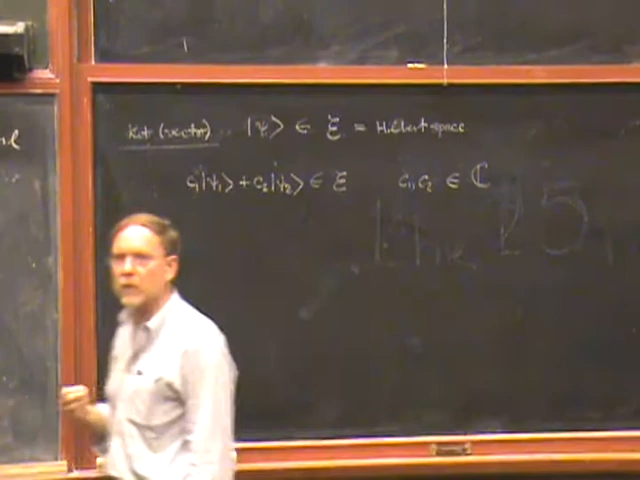 Ket (vector) .. |ψ⟩ ∈ ξ = Hilbert space
c₁|ψ₁⟩ + c₂|ψ₂⟩ ∈ ξ c₁, c₂ ∈ ℂ